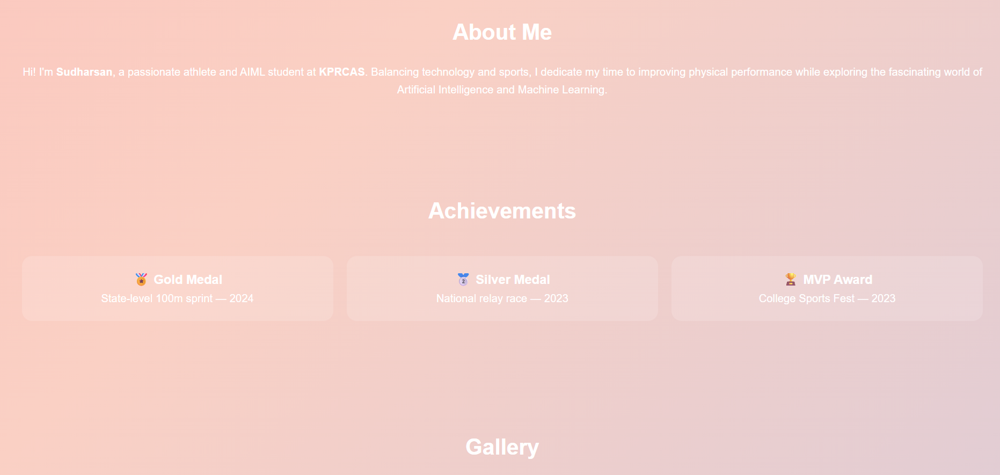 About Me
Hi! I'm Sudharsan, a passionate athlete and AIML student at KPRCAS. Balancing technology and sports, I dedicate my time to improving physical performance while exploring the fascinating world of
Artificial Intelligence and Machine Learning.
Achievements
🏅 Gold Medal
State-level 100m sprint — 2024
🥈 Silver Medal
National relay race — 2023
🏆 MVP Award
College Sports Fest — 2023
Gallery